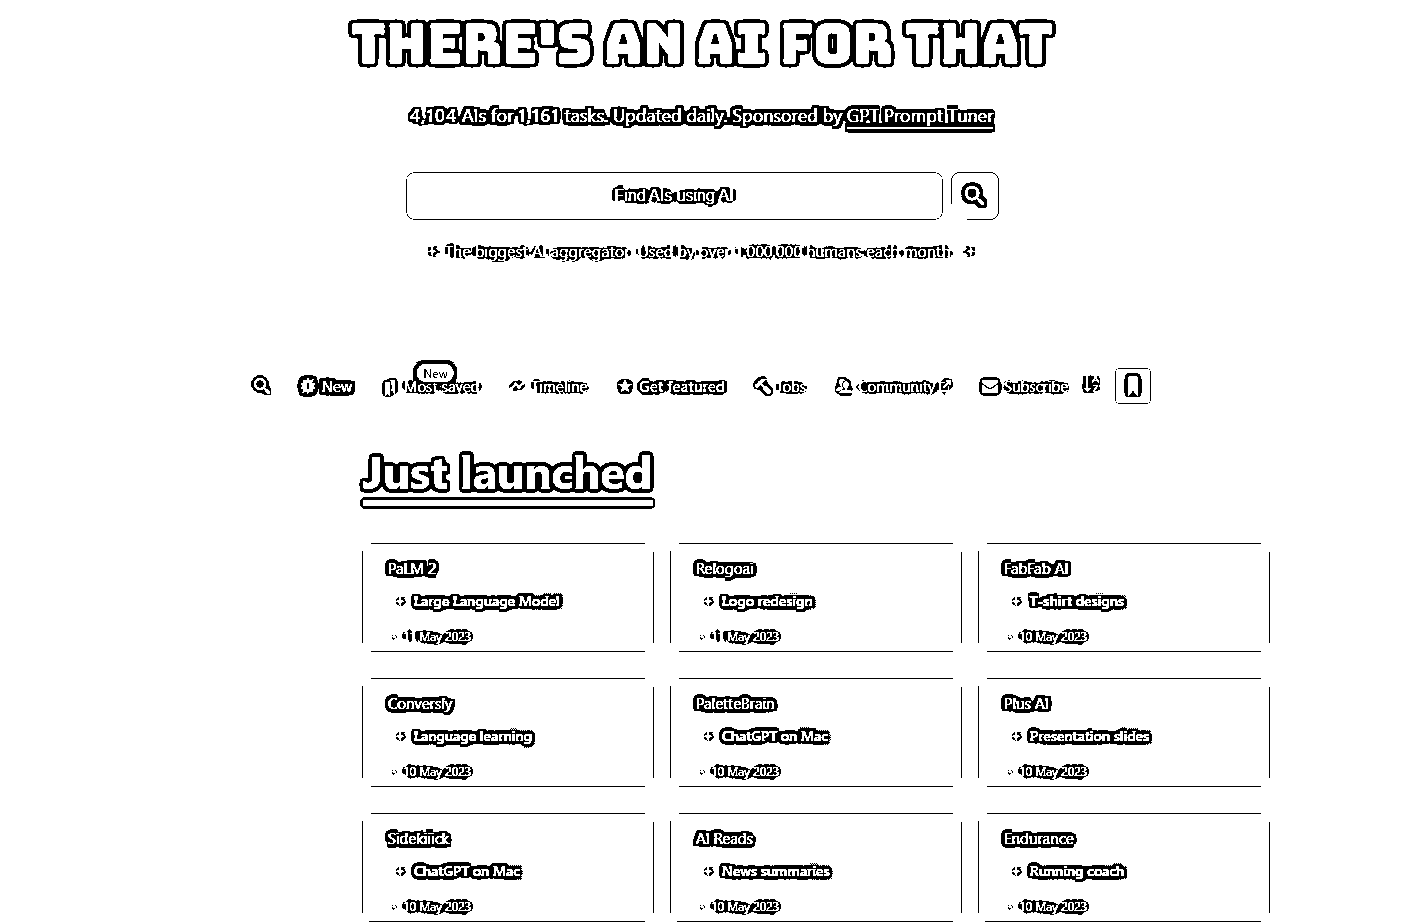 THERE'S AN AI FOR THAT
4,104 AIs for 1,161 tasks. Updated daily. Sponsored by GPT Prompt Tuner
Find AIs using AI
The biggest AI aggregator. Used by over 1,000,000 humans each month.
New
New Most saved Timeline Get featured Jobs Community Subscribe
Just launched
PaLM 2
Large Language Model
11 May 2023
Relogoai
Logo redesign
11 May 2023
FabFab AI
T-shirt designs
10 May 2023
Conversly
Language learning
10 May 2023
PaletteBrain
ChatGPT on Mac
10 May 2023
Plus AI
Presentation slides
10 May 2023
Sidekiiick
ChatGPT on Mac
10 May 2023
AI Reads
News summaries
10 May 2023
Endurance
Running coach
10 May 2023